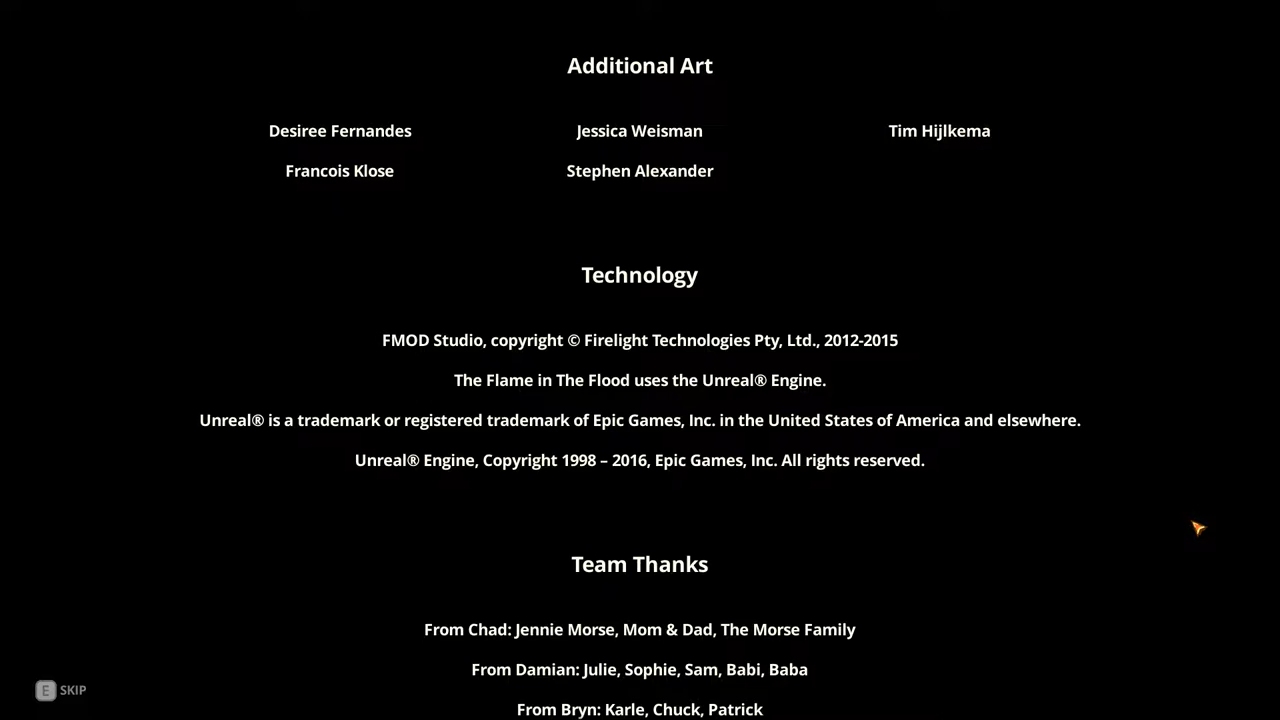 Additional Art
Desiree Fernandes Jessica Weisman Tim Hijlkema
Francois Klose Stephen Alexander
Technology
FMOD Studio, copyright © Firelight Technologies Pty, Ltd., 2012-2015
The Flame in The Flood uses the Unreal® Engine.
Unreal® is a trademark or registered trademark of Epic Games, Inc. in the United States of America and elsewhere.
Unreal® Engine, Copyright 1998 – 2016, Epic Games, Inc. All rights reserved.
Team Thanks
From Chad: Jennie Morse, Mom & Dad, The Morse Family
From Damian: Julie, Sophie, Sam, Babi, Baba
E SKIP
From Bryn: Karle, Chuck, Patrick